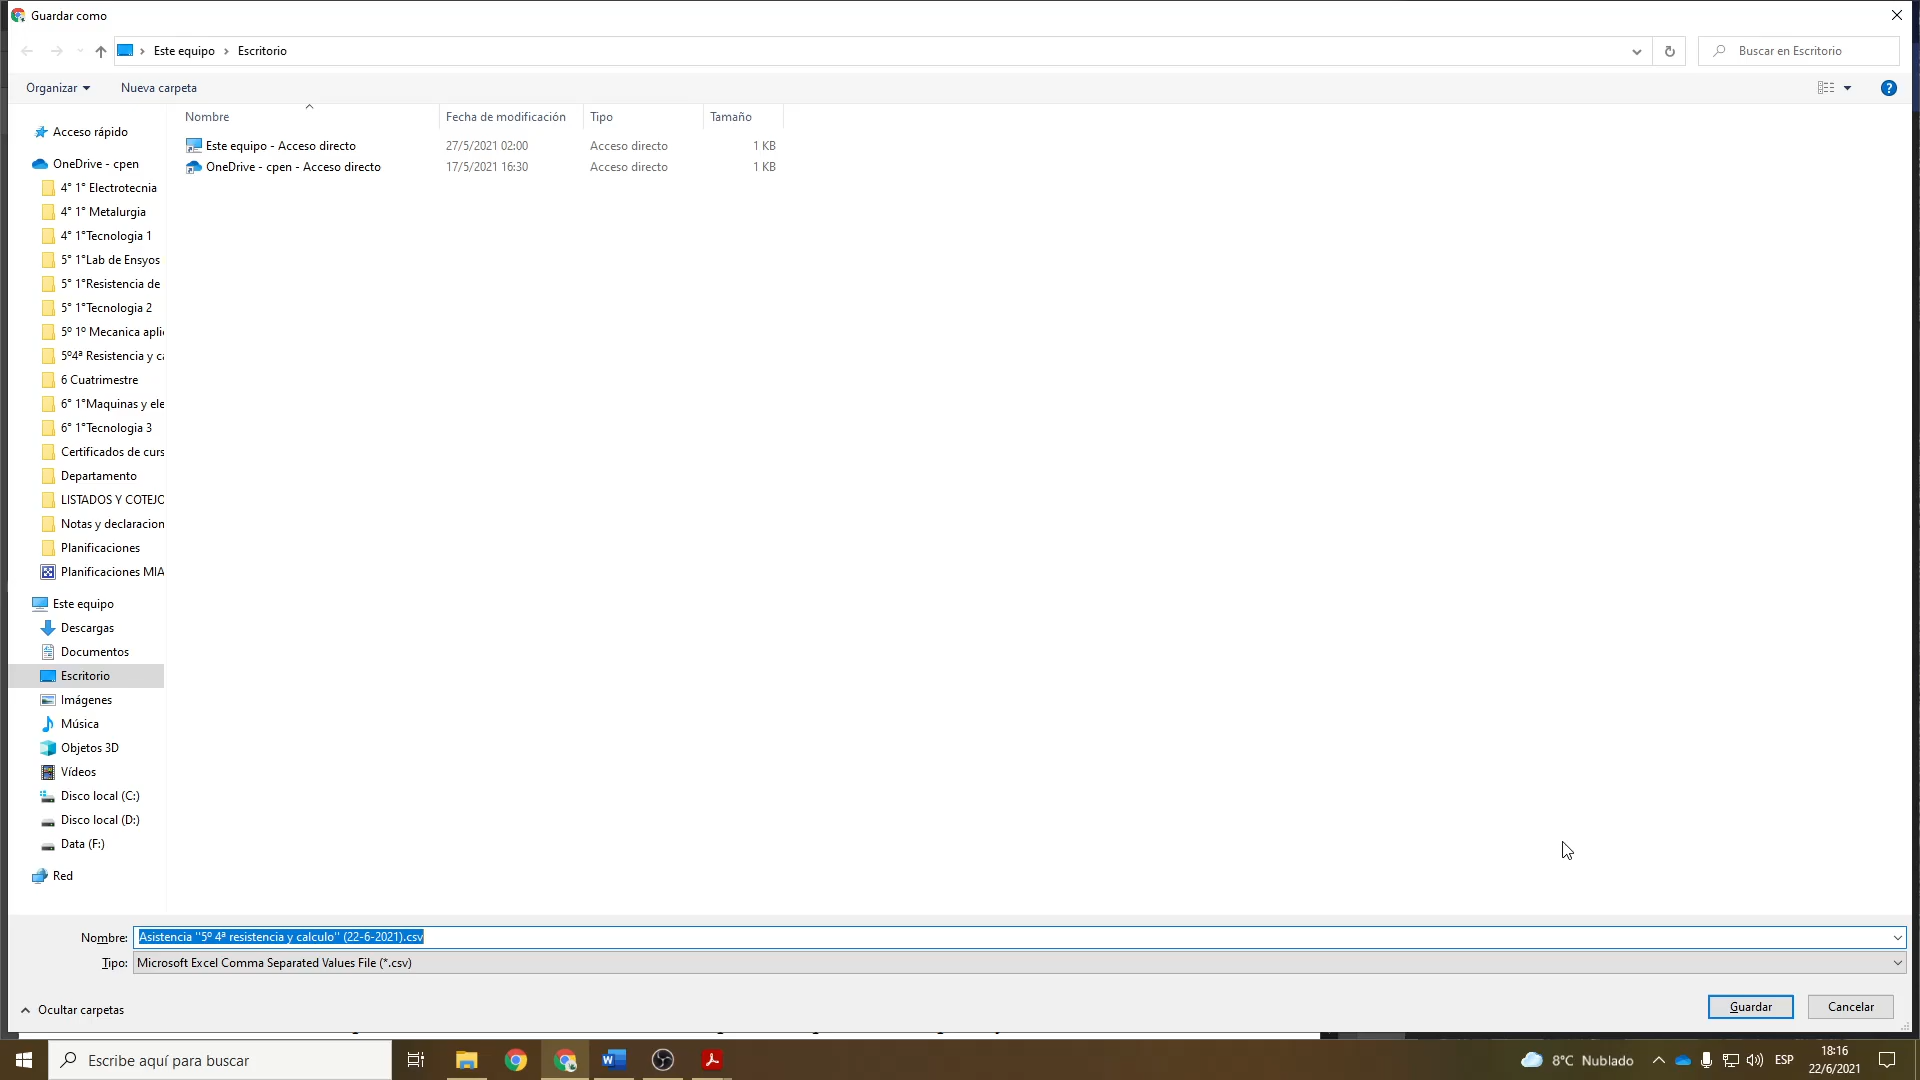 Guardar como
Este equipo › Escritorio
Buscar en Escritorio
Organizar
Nueva carpeta
?
Nombre Fecha de modificación Tipo Tamaño
Este equipo - Acceso directo 27/5/2021 02:00 Acceso directo 1 KB
OneDrive - cpen - Acceso directo 17/5/2021 16:30 Acceso directo 1 KB
Acceso rápido
OneDrive - cpen
4° 1° Electrotecnia
4° 1° Metalurgia
4° 1°Tecnologia 1
5° 1°Lab de Ensyos
5° 1°Resistencia de
5° 1°Tecnologia 2
5º 1º Mecanica apli
5º4ª Resistencia y ca
6 Cuatrimestre
6° 1°Maquinas y ele
6° 1°Tecnologia 3
Certificados de curs
Departamento
LISTADOS Y COTEJO
Notas y declaracion
Planificaciones
Planificaciones MIA
Este equipo
Descargas
Documentos
Escritorio
Imágenes
Música
Objetos 3D
Vídeos
Disco local (C:)
Disco local (D:)
Data (F:)
Red
Nombre: Asistencia ''5º 4ª resistencia y calculo'' (22-6-2021).csv
Tipo: Microsoft Excel Comma Separated Values File (*.csv)
Ocultar carpetas
Guardar
Cancelar
Escribe aquí para buscar
8°C Nublado
ESP
18:16
22/6/2021